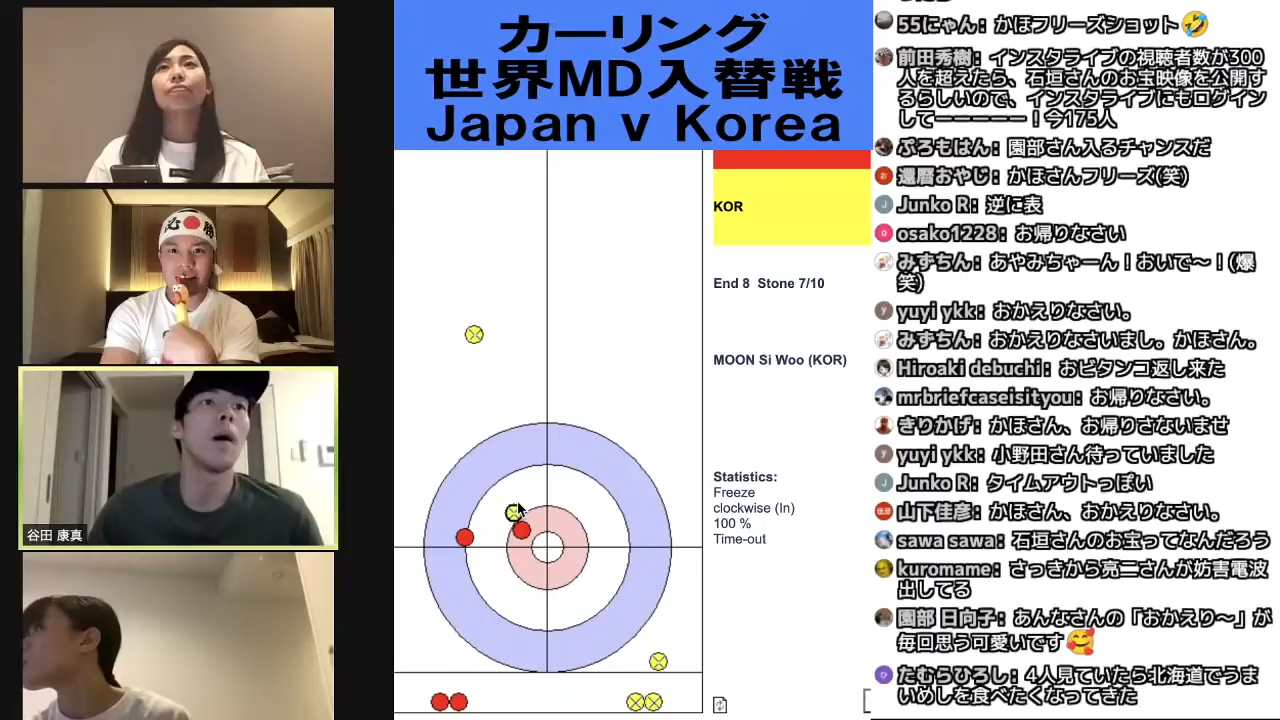 必 勝
谷田 康真
カーリング
世界MD入替戦
Japan v Korea
KOR
End 8 Stone 7/10
MOON Si Woo (KOR)
Statistics:
Freeze
clockwise (In)
100 %
Time-out
55にゃん: かほフリーズショット🤣
前田秀樹: インスタライブの視聴者数が300
人を超えたら、石垣さんのお宝映像を公開す
るらしいので、インスタライブにもログイン
してーーーーー！今175人
ぷろもはん: 園部さん入るチャンスだ
還暦おやじ: かほさんフリーズ(笑)
Junko R: 逆に表
osako1228: お帰りなさい
みずちん: あやみちゃーん！おいで〜！(爆
笑)
yuyi ykk: おかえりなさい。
みずちん: おかえりなさいまし。かほさん。
Hiroaki debuchi: おピタンコ返し来た
mrbriefcaseisityou: お帰りなさい。
きりかげ: かほさん、お帰りさないませ
yuyi ykk: 小野田さん待っていました
Junko R: タイムアウトっぽい
山下佳彦: かほさん、おかえりなさい。
sawa sawa: 石垣さんのお宝ってなんだろう
kuromame: さっきから亮二さんが妨害電波
出してる
園部 日向子: あんなさんの「おかえり〜」が
毎回思う可愛いです🥰
たむらひろし: 4人見ていたら北海道でうま
いめしを食べたくなってきた